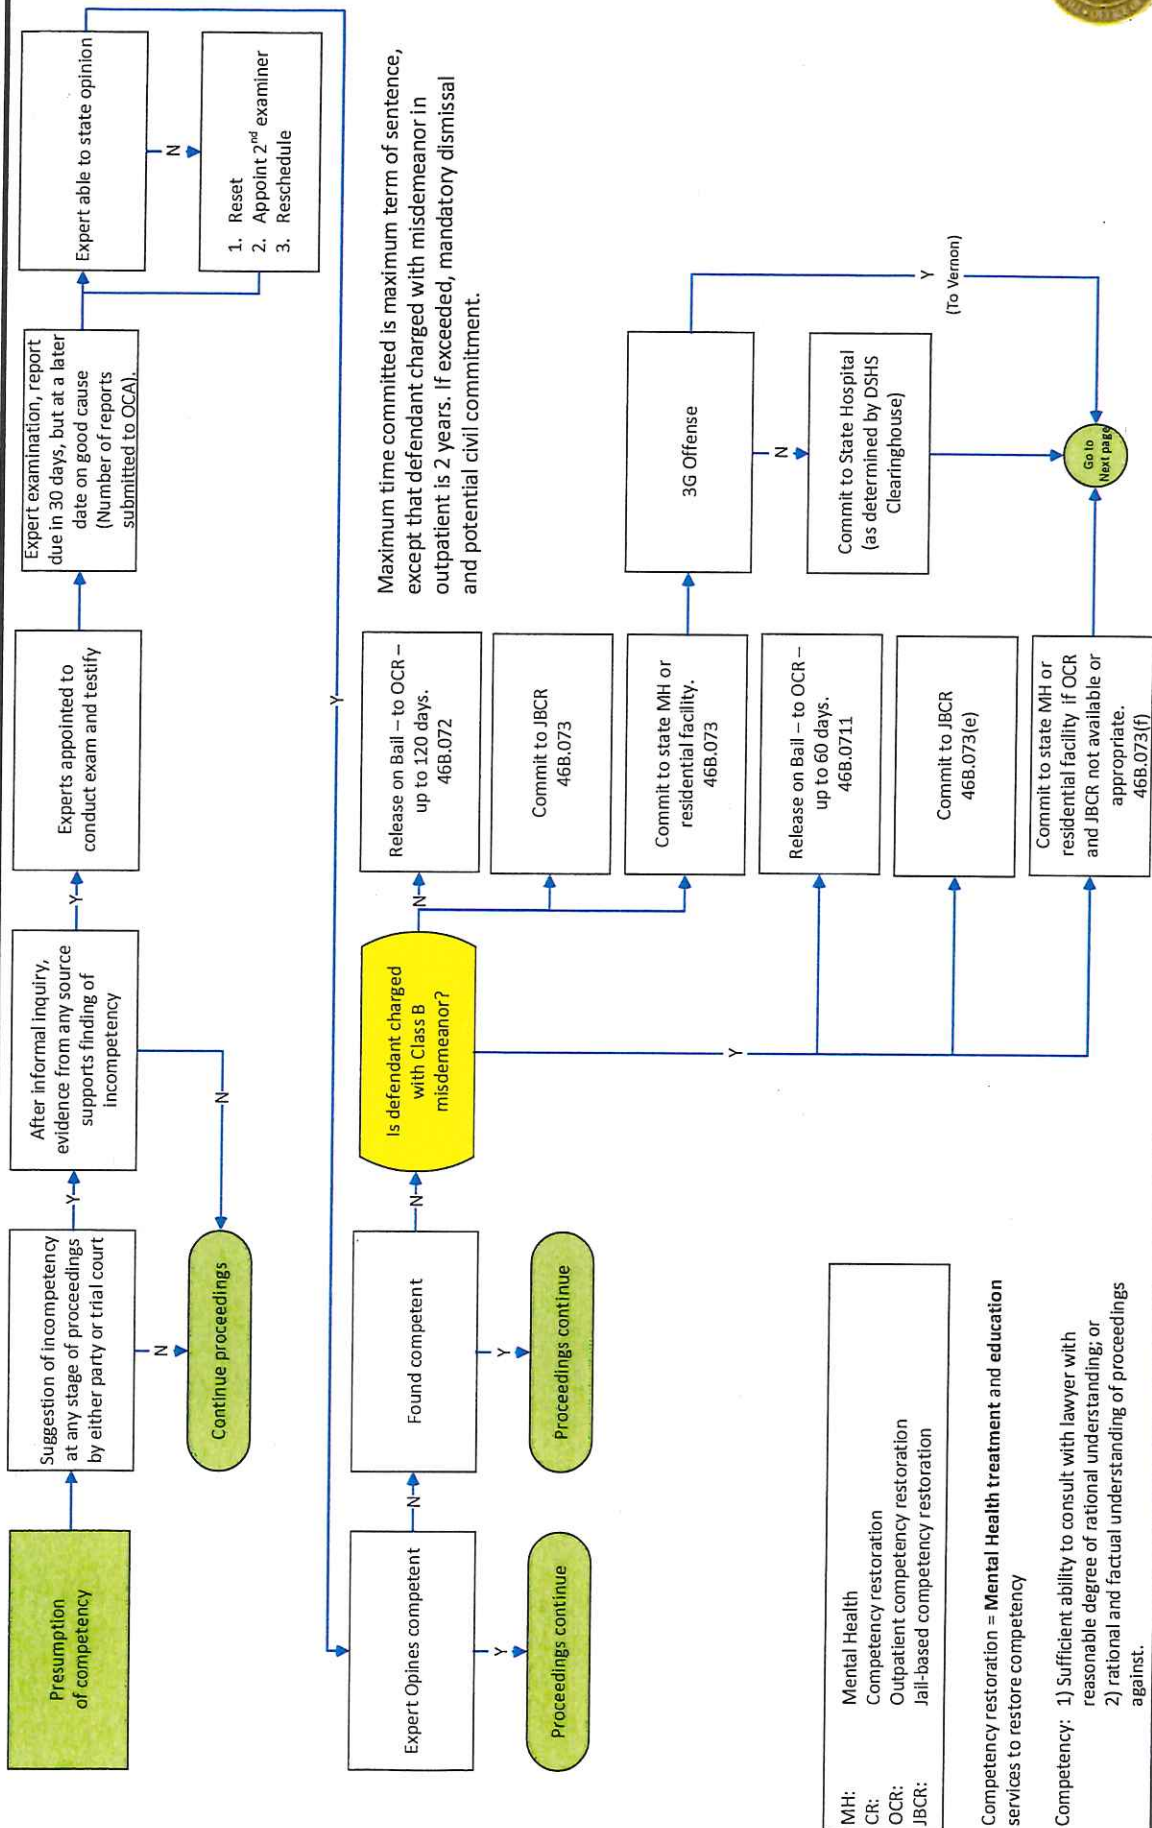 Presumption
of competency
Suggestion of incompetency
at any stage of proceedings
by either party or trial court
Y
N
Continue proceedings
After informal inquiry,
evidence from any source
supports finding of
incompetency
Y
N
Experts appointed to
conduct exam and testify
Expert examination, report
due in 30 days, but at a later
date on good cause
(Number of reports
submitted to OCA).
Expert able to state opinion
N
1. Reset
2. Appoint 2nd examiner
3. Reschedule
Y
Expert Opines competent
N
Y
Proceedings continue
Found competent
N
Y
Proceedings continue
Is defendant charged
with Class B
misdemeanor?
N
Y
Release on Bail – to OCR –
up to 120 days.
46B.072
Commit to JBCR
46B.073
Commit to state MH or
residential facility.
46B.073
Release on Bail – to OCR –
up to 60 days.
46B.0711
Commit to JBCR
46B.073(e)
Commit to state MH or
residential facility if OCR
and JBCR not available or
appropriate.
46B.073(f)
Maximum time committed is maximum term of sentence,
except that defendant charged with misdemeanor in
outpatient is 2 years. If exceeded, mandatory dismissal
and potential civil commitment.
3G Offense
N
Commit to State Hospital
(as determined by DSHS
Clearinghouse)
Y
(To Vernon)
Go to
Next page
MH: Mental Health
CR: Competency restoration
OCR: Outpatient competency restoration
JBCR: Jail-based competency restoration
Competency restoration = Mental Health treatment and education
services to restore competency
Competency: 1) Sufficient ability to consult with lawyer with
reasonable degree of rational understanding; or
2) rational and factual understanding of proceedings
against.